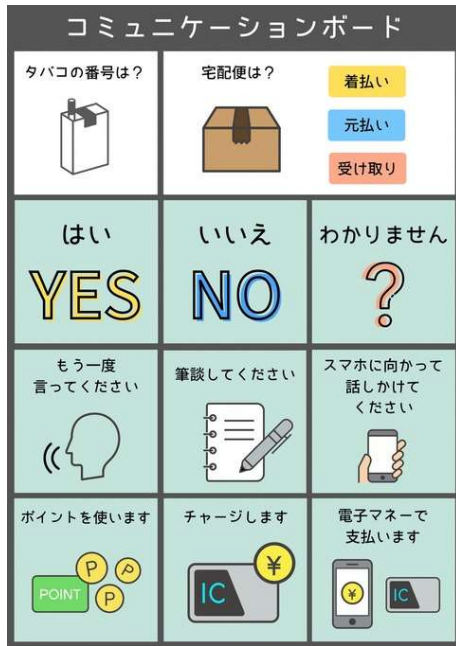 コミュニケーションボード
タバコの番号は？
宅配便は？
着払い
元払い
受け取り
はい
YES
いいえ
NO
わかりません
?
もう一度
言ってください
筆談してください
スマホに向かって
話しかけて
ください
ポイントを使います
POINT
P
P
P
チャージします
IC
¥
電子マネーで
支払います
¥
IC